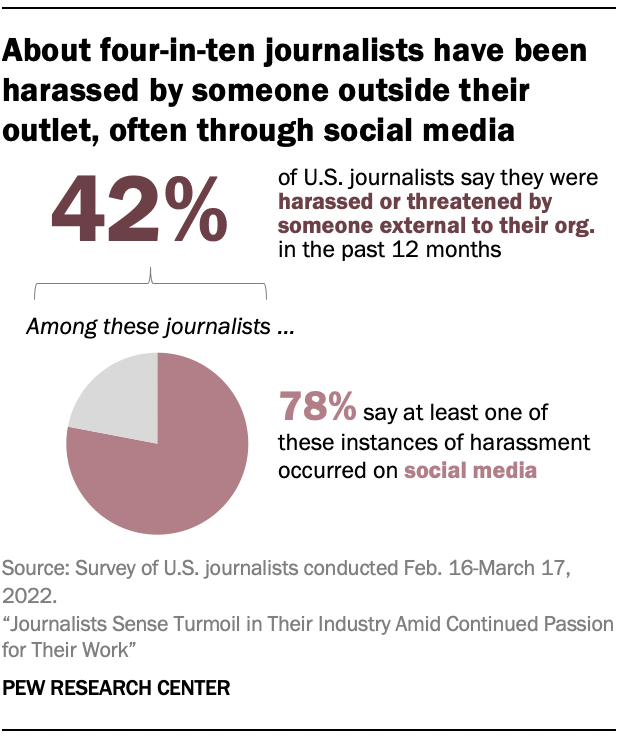 About four-in-ten journalists have been
harassed by someone outside their
outlet, often through social media
42%
of U.S. journalists say they were
harassed or threatened by
someone external to their org.
in the past 12 months
Among these journalists ...
78% say at least one of
these instances of harassment
occurred on social media
Source: Survey of U.S. journalists conducted Feb. 16-March 17,
2022.
“Journalists Sense Turmoil in Their Industry Amid Continued Passion
for Their Work”
PEW RESEARCH CENTER